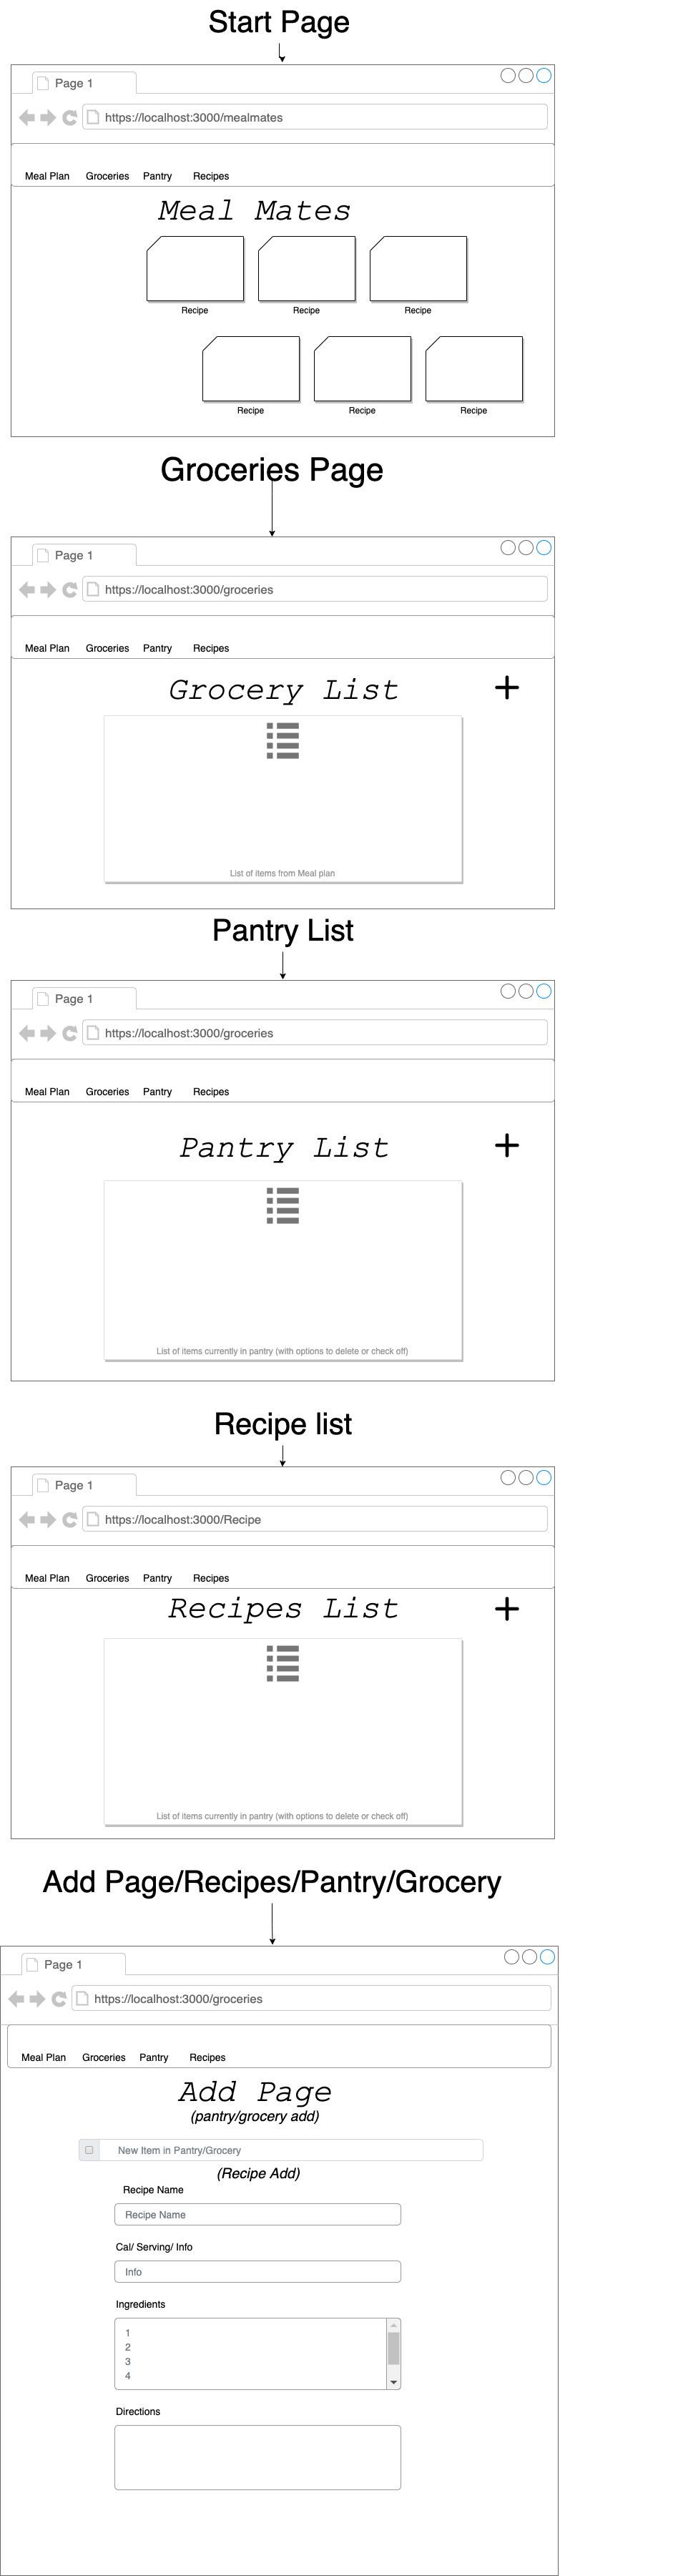 Start Page
Page 1
https://localhost:3000/mealmates
Meal Plan Groceries Pantry Recipes
Meal Mates
Recipe Recipe Recipe
Recipe Recipe Recipe
Groceries Page
Page 1
https://localhost:3000/groceries
Meal Plan Groceries Pantry Recipes
Grocery List
List of items from Meal plan
Pantry List
Page 1
https://localhost:3000/groceries
Meal Plan Groceries Pantry Recipes
Pantry List
List of items currently in pantry (with options to delete or check off)
Recipe list
Page 1
https://localhost:3000/Recipe
Meal Plan Groceries Pantry Recipes
Recipes List
List of items currently in pantry (with options to delete or check off)
Add Page/Recipes/Pantry/Grocery
Page 1
https://localhost:3000/groceries
Meal Plan Groceries Pantry Recipes
Add Page
(pantry/grocery add)
New Item in Pantry/Grocery
(Recipe Add)
Recipe Name
Recipe Name
Cal/ Serving/ Info
Info
Ingredients
1
2
3
4
Directions